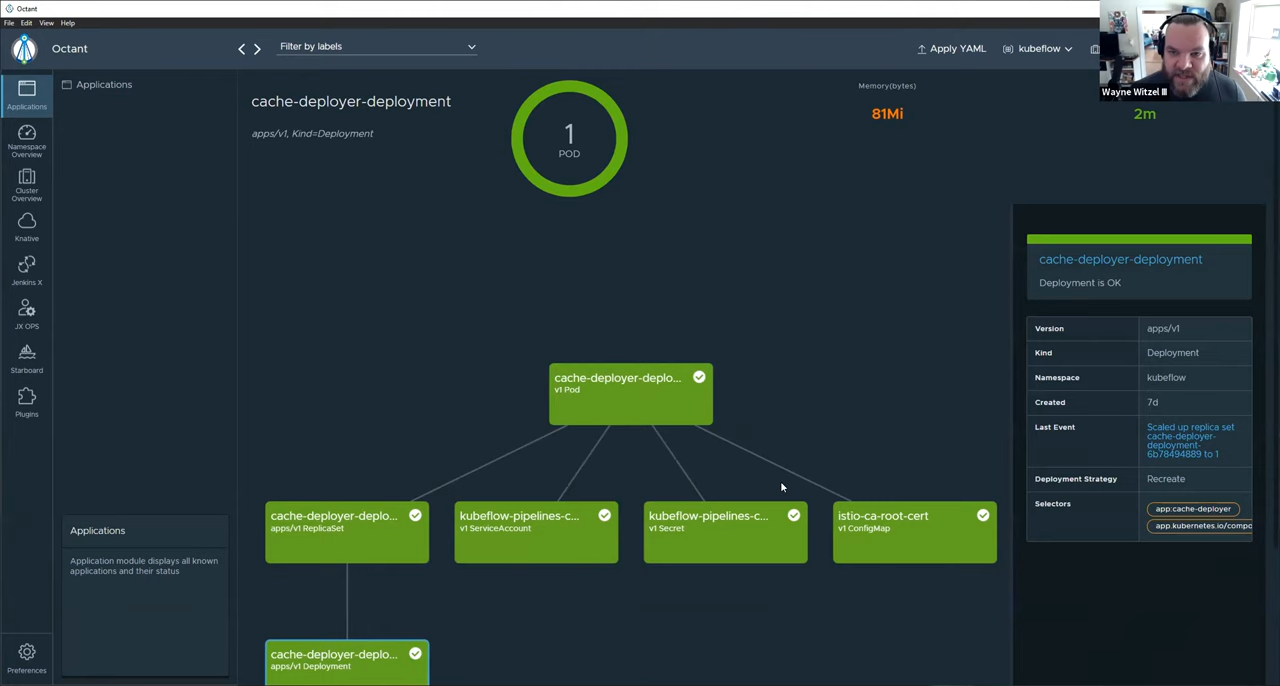 Octant
File Edit View Help
Octant
Filter by labels
Apply YAML
kubeflow
Wayne Witzel III
Applications
Namespace
Overview
Cluster
Overview
Knative
Jenkins X
JX OPS
Starboard
Plugins
Preferences
Applications
Applications
Application module displays all known
applications and their status
cache-deployer-deployment
apps/v1, Kind=Deployment
1
POD
Memory(bytes)
81Mi
2m
cache-deployer-deplo...
v1 Pod
cache-deployer-deplo...
apps/v1 ReplicaSet
kubeflow-pipelines-c...
v1 ServiceAccount
kubeflow-pipelines-c...
v1 Secret
istio-ca-root-cert
v1 ConfigMap
cache-deployer-deplo...
apps/v1 Deployment
cache-deployer-deployment
Deployment is OK
Version apps/v1
Kind Deployment
Namespace kubeflow
Created 7d
Last Event Scaled up replica set
cache-deployer-
deployment-
6b78494889 to 1
Deployment Strategy Recreate
Selectors app:cache-deployer
app.kubernetes.io/compo